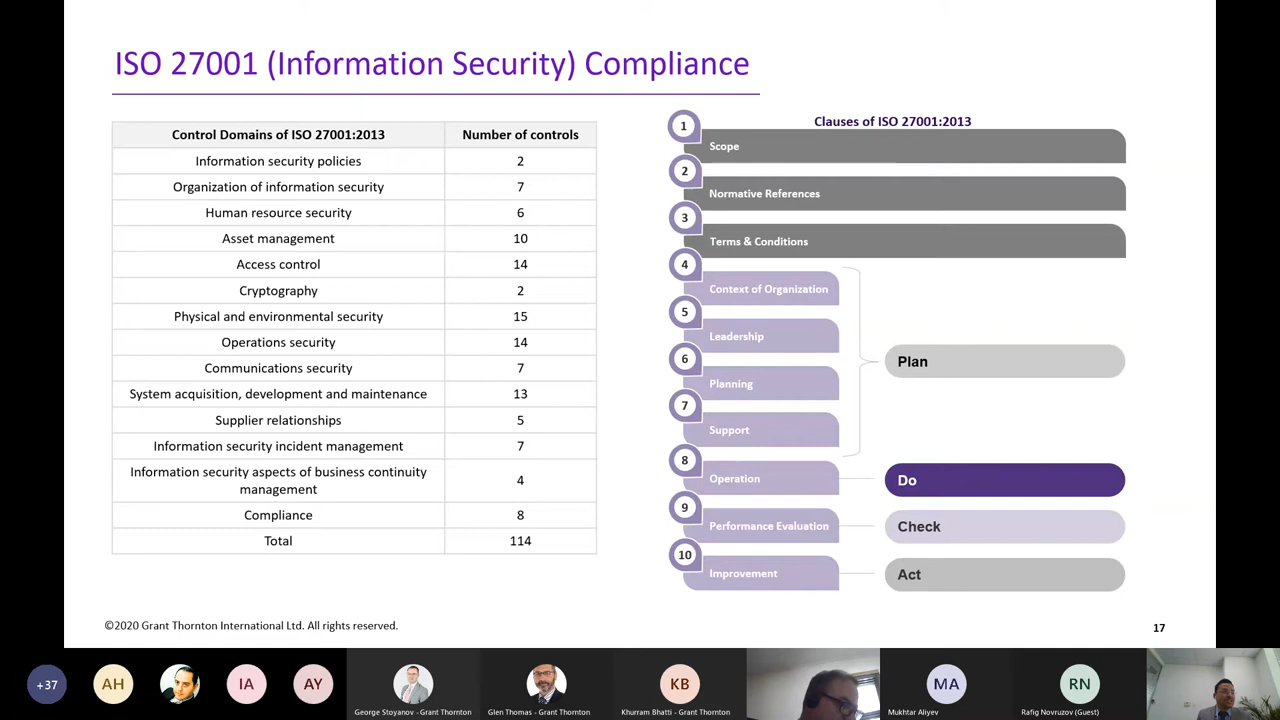 ISO 27001 (Information Security) Compliance
Control Domains of ISO 27001:2013 Number of controls
Information security policies 2
Organization of information security 7
Human resource security 6
Asset management 10
Access control 14
Cryptography 2
Physical and environmental security 15
Operations security 14
Communications security 7
System acquisition, development and maintenance 13
Supplier relationships 5
Information security incident management 7
Information security aspects of business continuity
management 4
Compliance 8
Total 114
Clauses of ISO 27001:2013
1 Scope
2 Normative References
3 Terms & Conditions
4 Context of Organization
5 Leadership
6 Planning
7 Support
Plan
8 Operation Do
9 Performance Evaluation Check
10 Improvement Act
©2020 Grant Thornton International Ltd. All rights reserved.
17
+37
AH
IA
AY
George Stoyanov - Grant Thornton
Glen Thomas - Grant Thornton
KB
Khurram Bhatti - Grant Thornton
MA
Mukhtar Aliyev
RN
Rafig Novruzov (Guest)